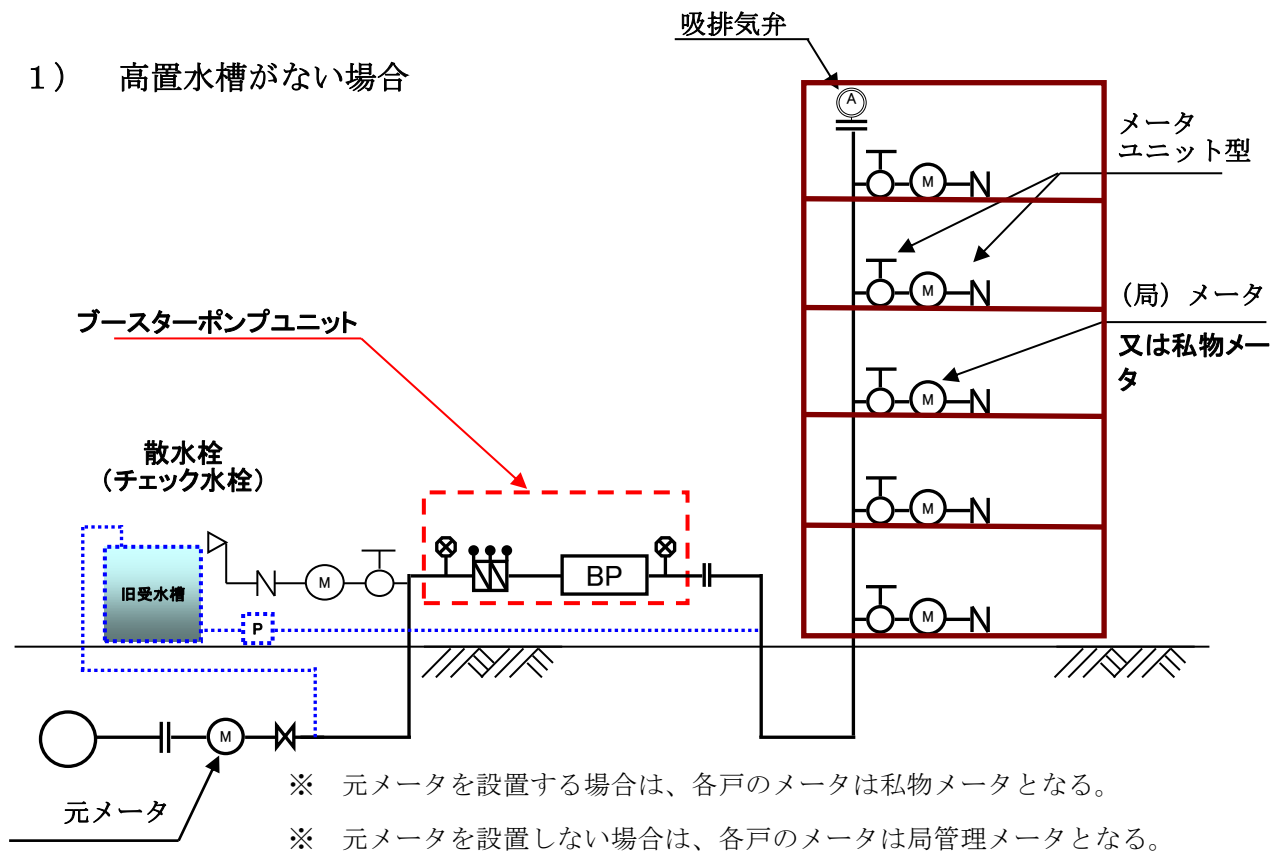 吸排気弁
１） 高置水槽がない場合
A
メータ
ユニット型
M
M
（局）メータ
又は私物メー
タ
M
ブースターポンプユニット
散水栓
（チェック水栓）
M
BP
M
旧受水槽
P
M
M
元メータ
※ 元メータを設置する場合は、各戸のメータは私物メータとなる。
※ 元メータを設置しない場合は、各戸のメータは局管理メータとなる。